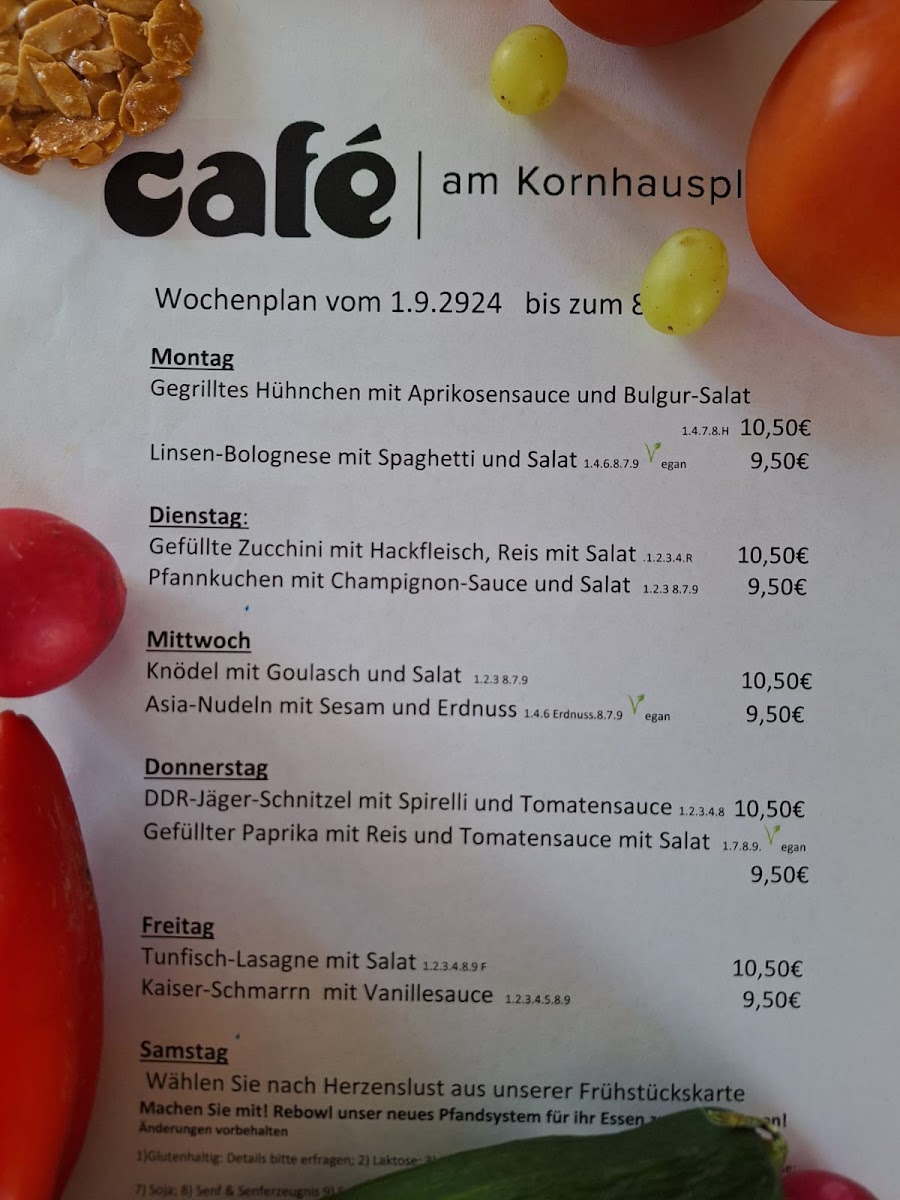 café | am Kornhauspl
Wochenplan vom 1.9.2924 bis zum 8
Montag
Gegrilltes Hühnchen mit Aprikosensauce und Bulgur-Salat
1.4.7.8.H 10,50€
Linsen-Bolognese mit Spaghetti und Salat 1.4.6.8.7.9 Vegan 9,50€
Dienstag:
Gefüllte Zucchini mit Hackfleisch, Reis mit Salat .1.2.3.4.R 10,50€
Pfannkuchen mit Champignon-Sauce und Salat 1.2.3 8.7.9 9,50€
Mittwoch
Knödel mit Goulasch und Salat 1.2.3 8.7.9 10,50€
Asia-Nudeln mit Sesam und Erdnuss 1.4.6 Erdnuss.8.7.9 Vegan 9,50€
Donnerstag
DDR-Jäger-Schnitzel mit Spirelli und Tomatensauce 1.2.3.4.8 10,50€
Gefüllter Paprika mit Reis und Tomatensauce mit Salat 1.7.8.9. Vegan
9,50€
Freitag
Tunfisch-Lasagne mit Salat 1.2.3.4.8.9 F 10,50€
Kaiser-Schmarrn mit Vanillesauce 1.2.3.4.5.8.9 9,50€
Samstag
Wählen Sie nach Herzenslust aus unserer Frühstückskarte
Machen Sie mit! Rebowl unser neues Pfandsystem für ihr Essen
Änderungen vorbehalten
1)Glutenhaltig: Details bitte erfragen; 2) Laktose;
7) Soja; 8) Senf & Senferzeugnis 9)